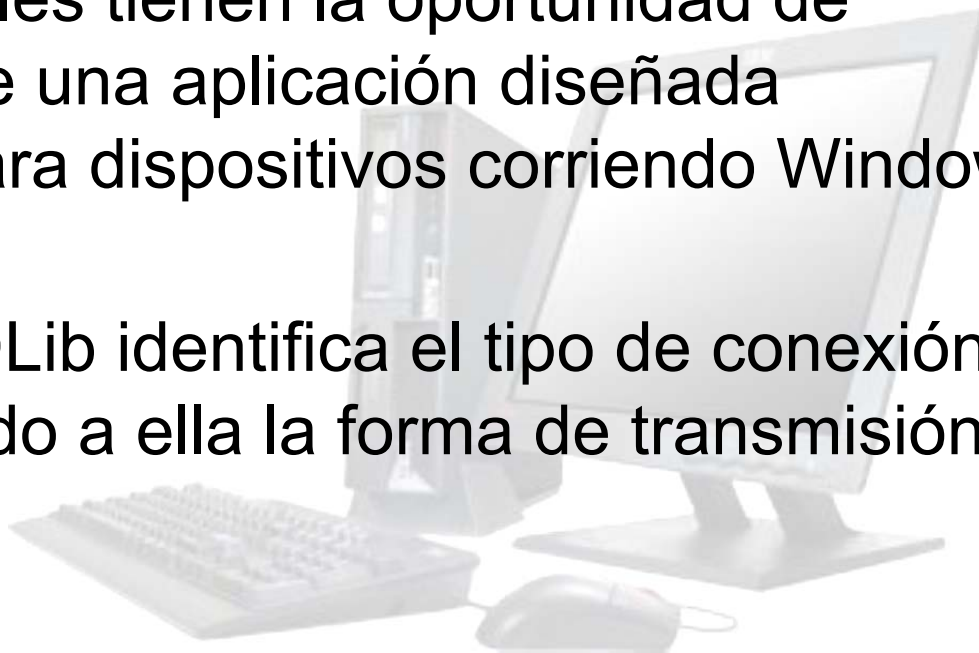 des tienen la oportunidad de
e una aplicación diseñada
ara dispositivos corriendo Window
Lib identifica el tipo de conexión
do a ella la forma de transmisión